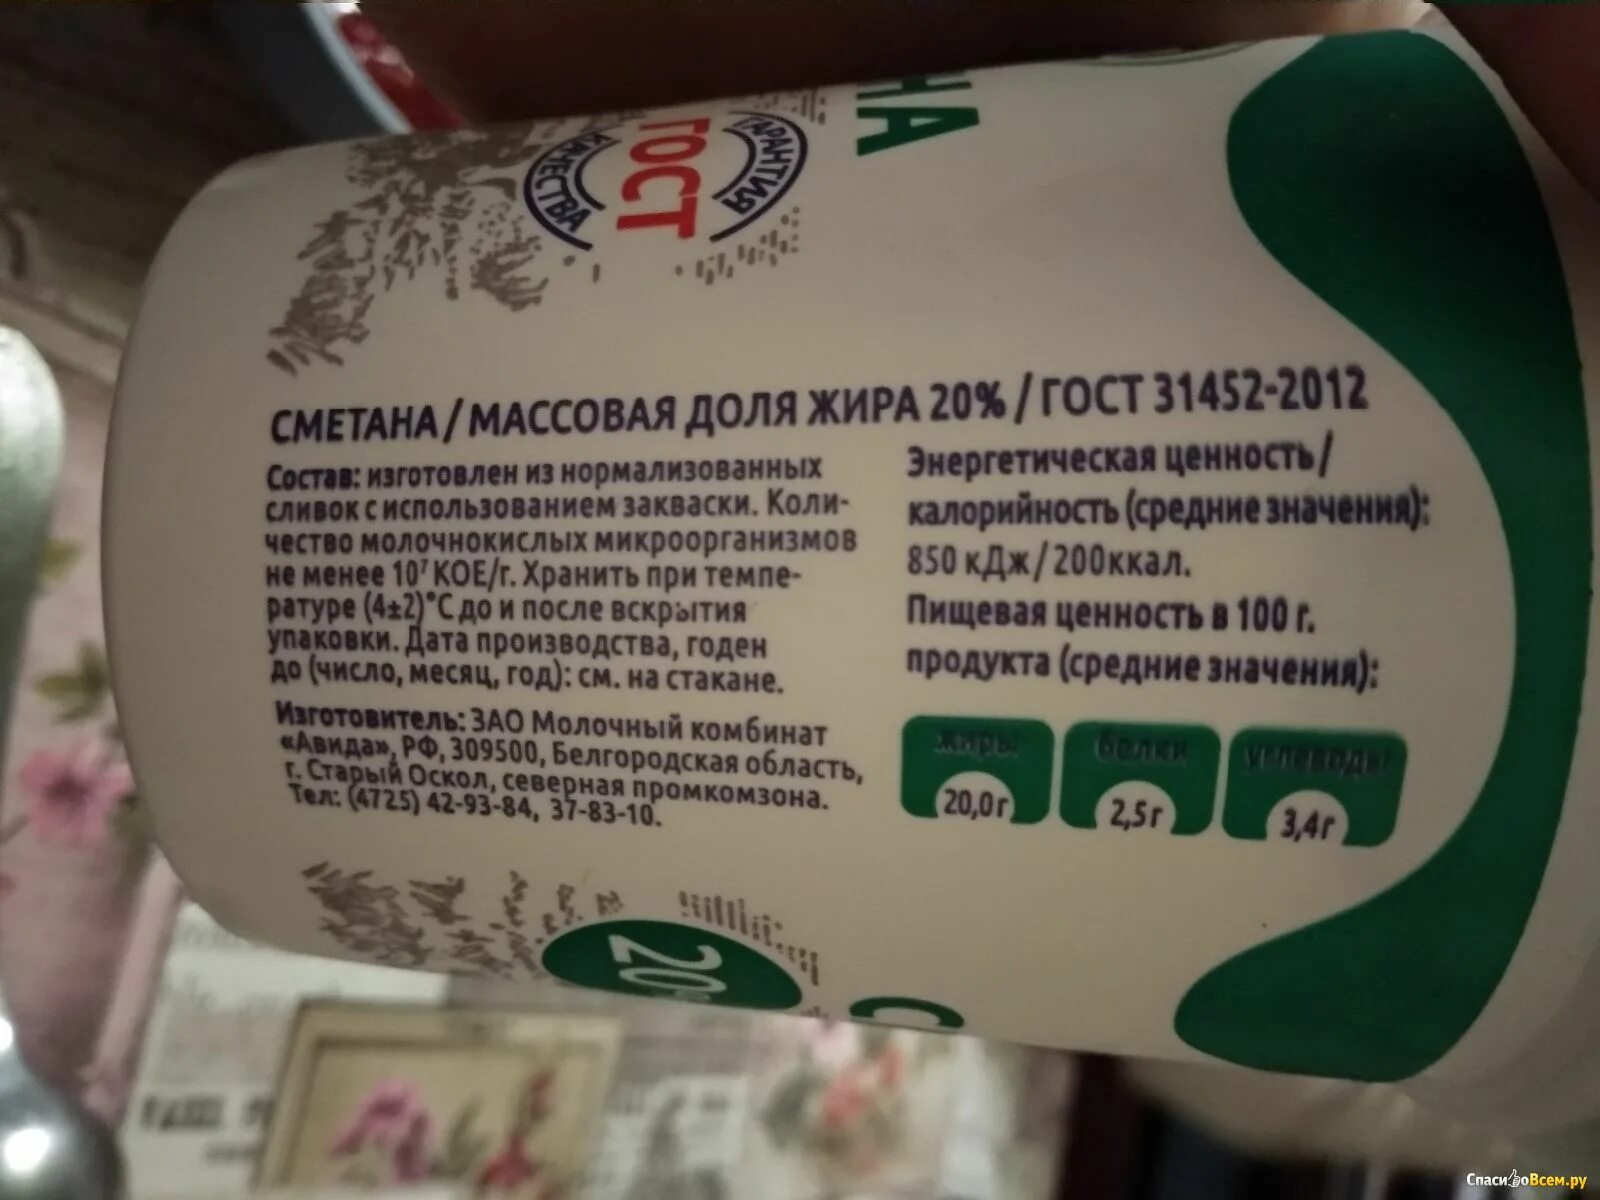 НА
ГАРАНТИЯ
ГОСТ
КАЧЕСТВА
СМЕТАНА / МАССОВАЯ ДОЛЯ ЖИРА 20% / ГОСТ 31452-2012
Состав: изготовлен из нормализованных
сливок с использованием закваски. Коли-
чество молочнокислых микроорганизмов
не менее 10⁷ КОЕ/г. Хранить при темпе-
ратуре (4±2)°С до и после вскрытия
упаковки. Дата производства, годен
до (число, месяц, год): см. на стакане.
Изготовитель: ЗАО Молочный комбинат
«Авида», РФ, 309500, Белгородская область,
г. Старый Оскол, северная промкомзона.
Тел: (4725) 42-93-84, 37-83-10.
Энергетическая ценность /
калорийность (средние значения):
850 кДж / 200ккал.
Пищевая ценность в 100 г.
продукта (средние значения):
жиры белки углеводы
20,0г 2,5г 3,4г
20%
С
СпасибоВсем.ру